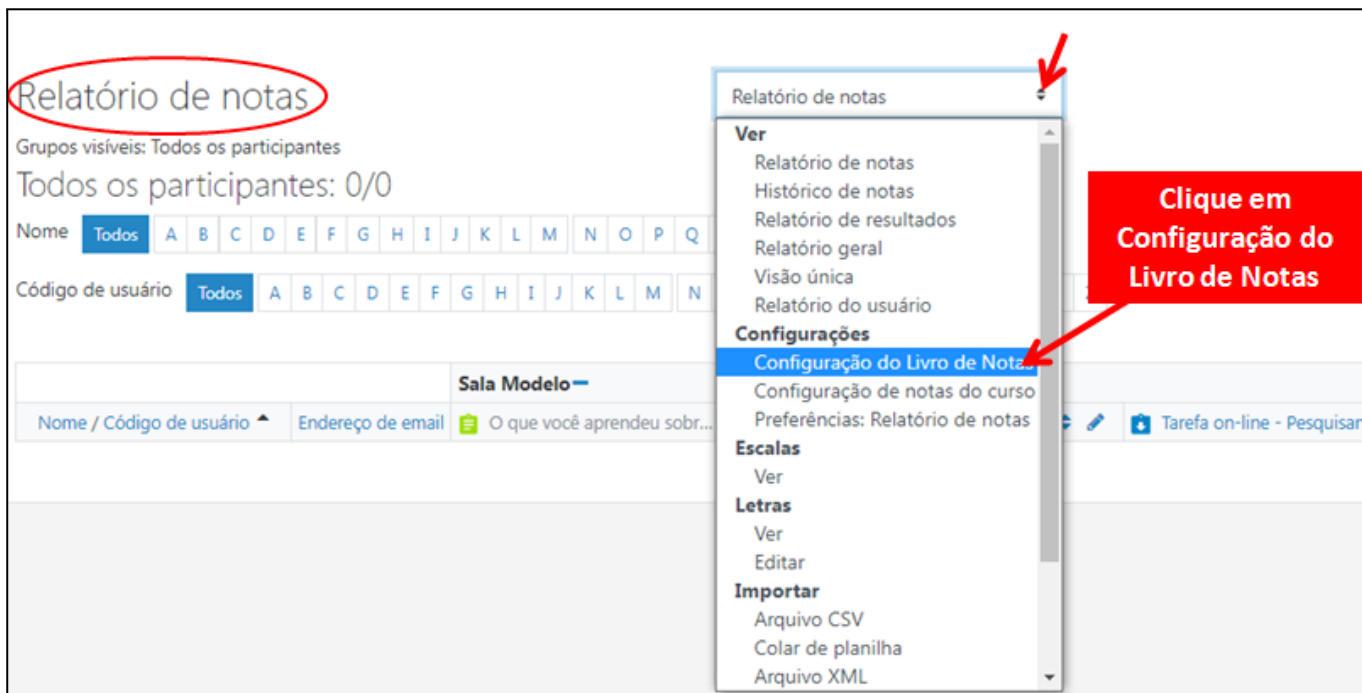 Relatório de notas
Grupos visíveis: Todos os participantes
Todos os participantes: 0/0
Nome Todos A B C D E F G H I J K L M N O P Q
Código de usuário Todos A B C D E F G H I J K L M N
Sala Modelo
Nome / Código de usuário Endereço de email O que você aprendeu sobr... Tarefa on-line - Pesquisar
Relatório de notas
Ver
Relatório de notas
Histórico de notas
Relatório de resultados
Relatório geral
Visão única
Relatório do usuário
Configurações
Configuração do Livro de Notas
Configuração de notas do curso
Preferências: Relatório de notas
Escalas
Ver
Letras
Ver
Editar
Importar
Arquivo CSV
Colar de planilha
Arquivo XML
Clique em
Configuração do
Livro de Notas